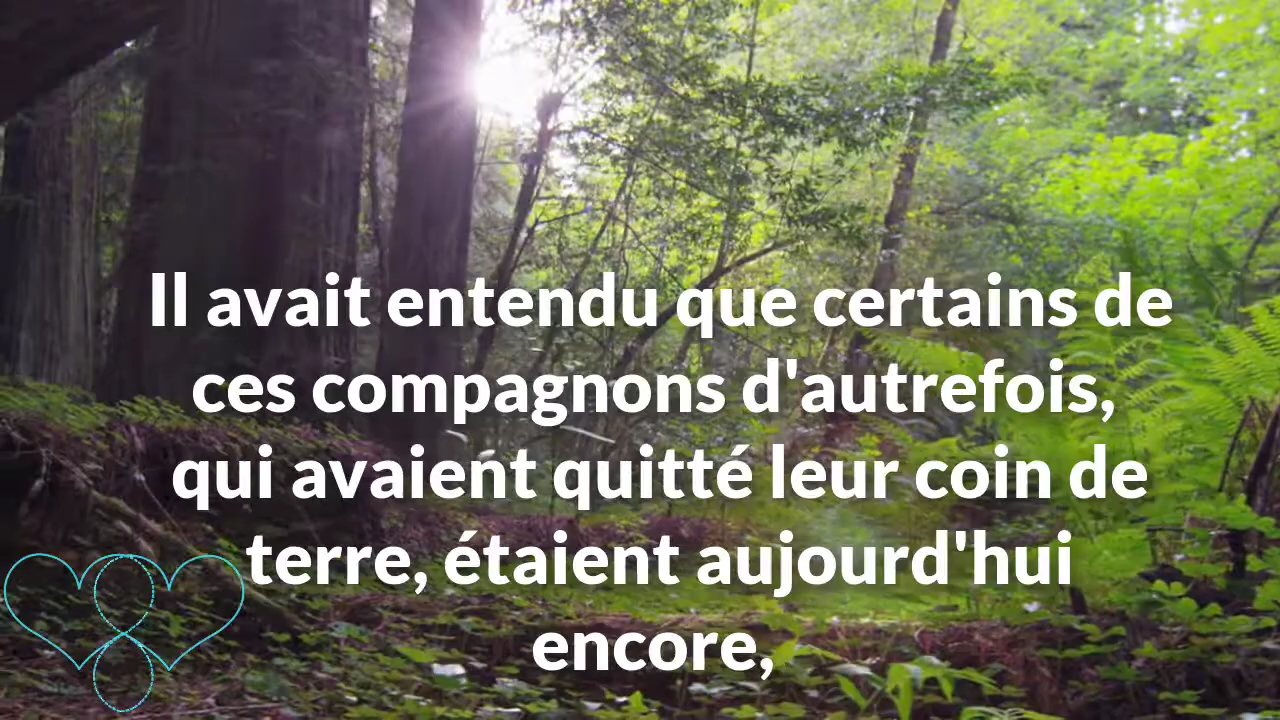 Il avait entendu que certains de
ces compagnons d'autrefois,
qui avaient quitté leur coin de
terre, étaient aujourd'hui
encore,